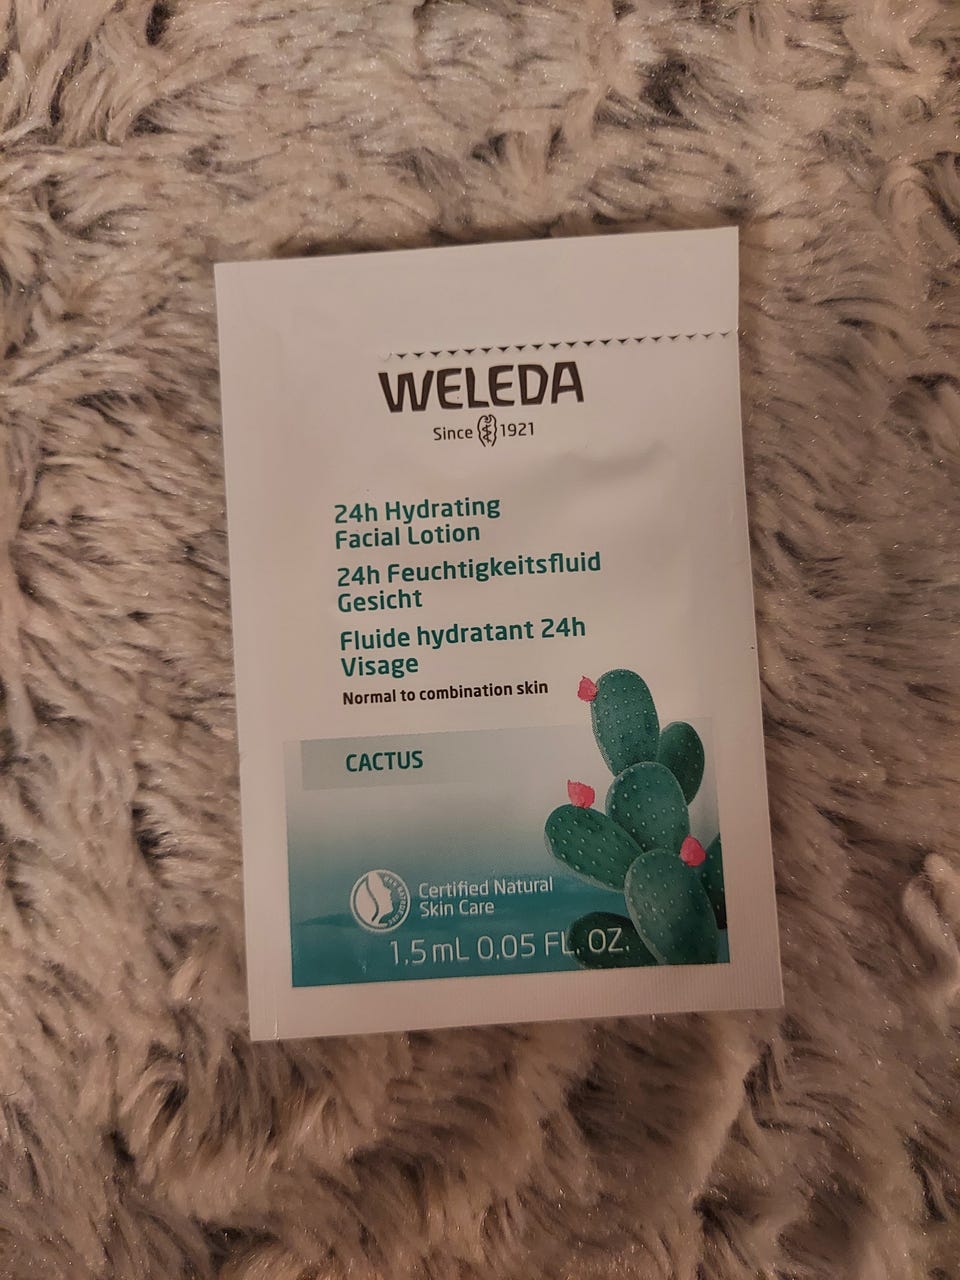 WELEDA
Since 1921
24h Hydrating
Facial Lotion
24h Feuchtigkeitsfluid
Gesicht
Fluide hydratant 24h
Visage
Normal to combination skin
CACTUS
Certified Natural
Skin Care
1,5 mL 0.05 FL. OZ.